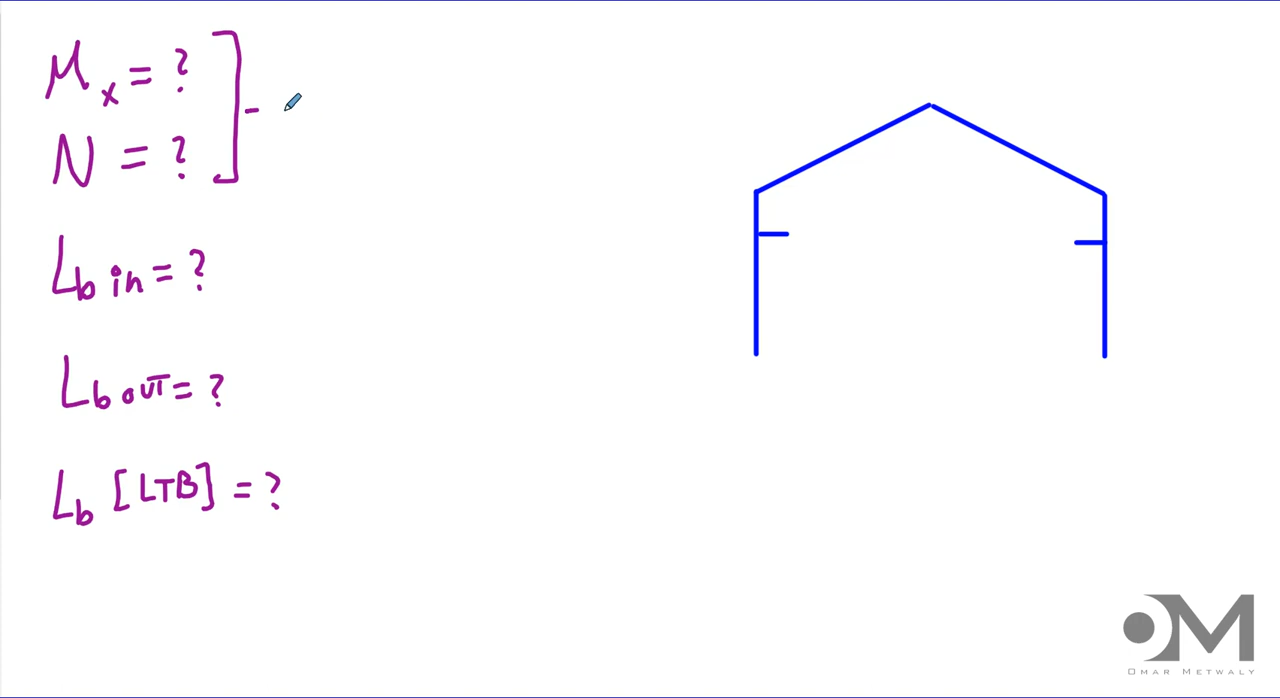 Mx = ?
N = ?
Lb in = ?
Lb OUT = ?
Lb [LTB] = ?
OM
OMAR METWALY